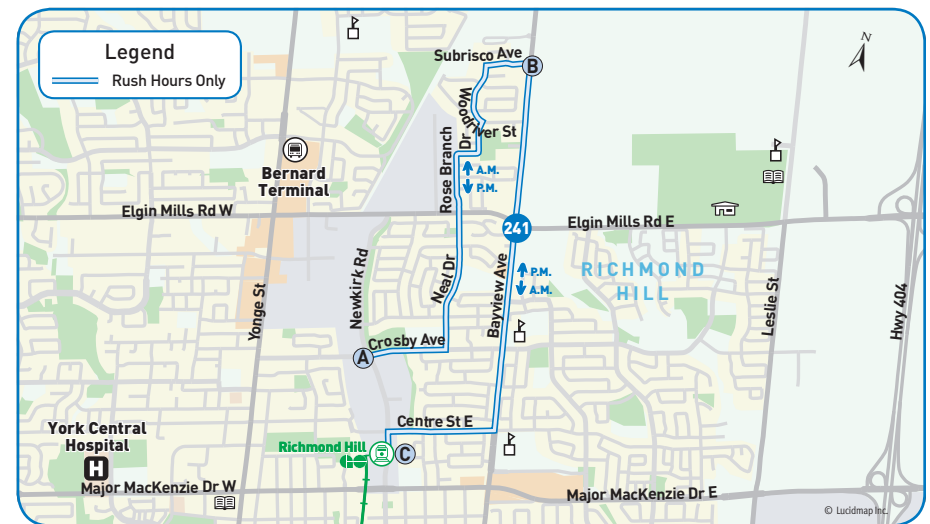 Legend
Rush Hours Only
N
Subrisco Ave
B
Woodriver St
Rose Branch Dr
A.M.
P.M.
Bernard
Terminal
Elgin Mills Rd W
241
Elgin Mills Rd E
P.M.
A.M.
RICHMOND
HILL
Newkirk Rd
Neal Dr
Bayview Ave
Yonge St
Leslie St
Hwy 404
Crosby Ave
A
Centre St E
York Central
Hospital
H
Richmond Hill
C
Major MacKenzie Dr W
Major MacKenzie Dr E
© Lucidmap Inc.